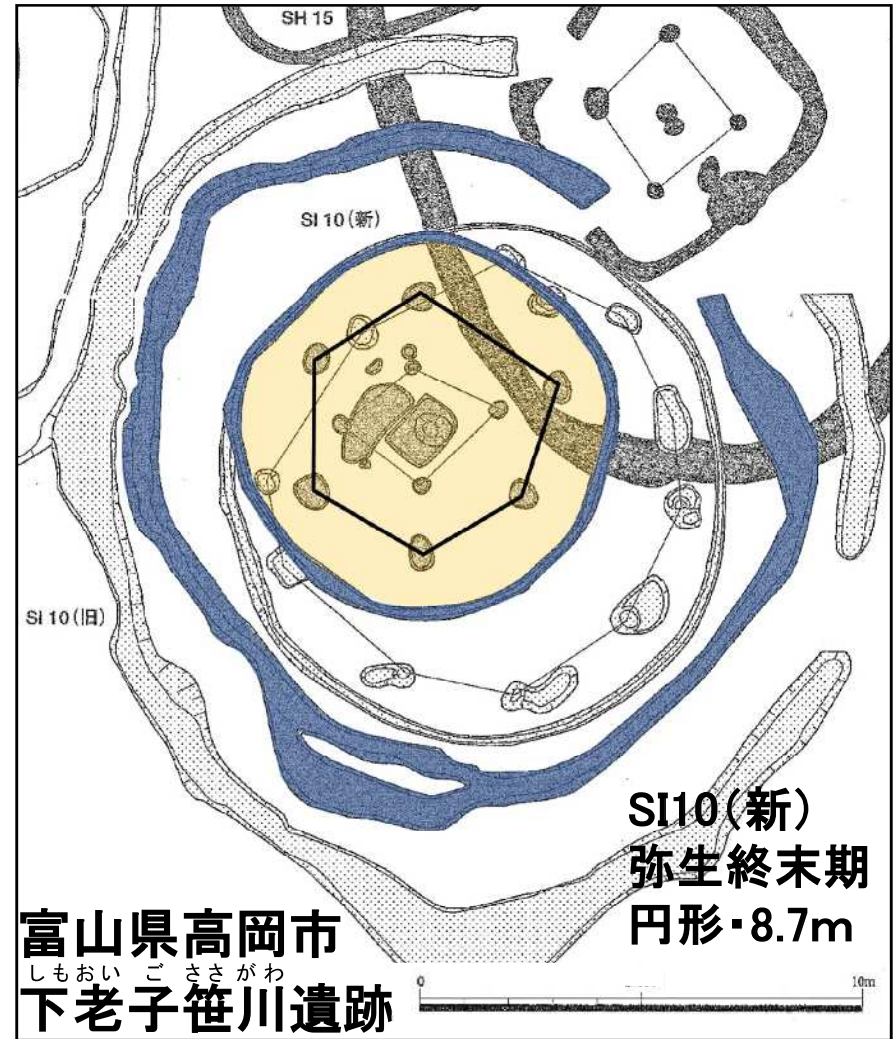 SH 15
SI 10(新)
SI 10(旧)
SI10(新)
弥生終末期
円形・8.7m
富山県高岡市
しもおい ご ささがわ
下老子笹川遺跡
0 10m